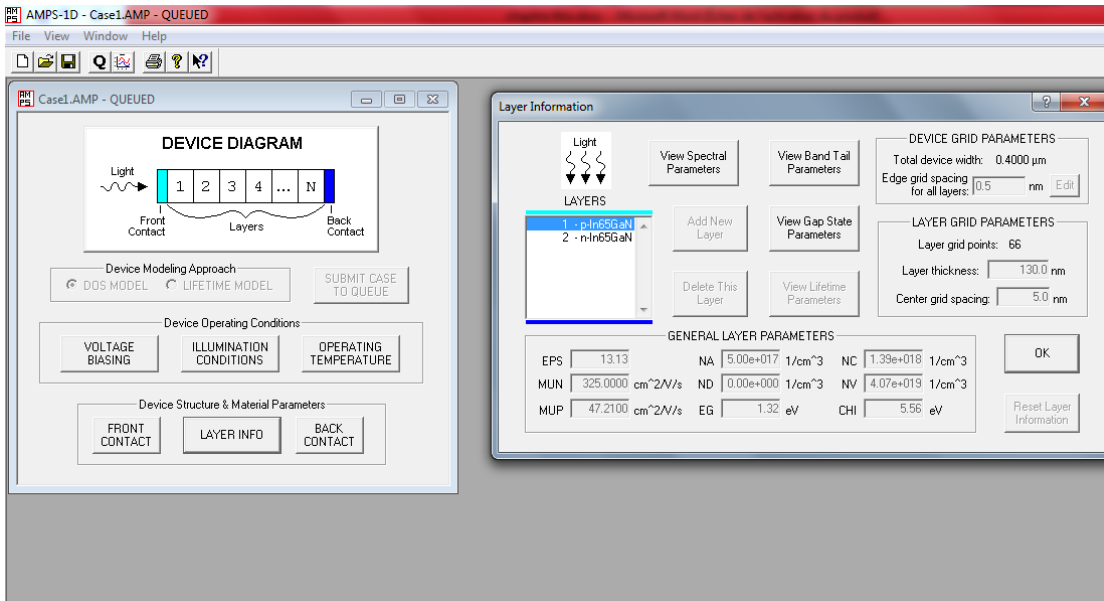 AMPS-1D - Case1.AMP - QUEUED
File View Window Help
Q
Case1.AMP - QUEUED
DEVICE DIAGRAM
Light
1 2 3 4 ... N
Front Contact
Layers
Back Contact
Device Modeling Approach
DOS MODEL LIFETIME MODEL
SUBMIT CASE
TO QUEUE
Device Operating Conditions
VOLTAGE BIASING
ILLUMINATION CONDITIONS
OPERATING TEMPERATURE
Device Structure & Material Parameters
FRONT CONTACT
LAYER INFO
BACK CONTACT
Layer Information
Light
LAYERS
1 - p-In65GaN
2 - n-In65GaN
View Spectral Parameters
View Band Tail Parameters
Add New Layer
View Gap State Parameters
Delete This Layer
View Lifetime Parameters
DEVICE GRID PARAMETERS
Total device width: 0.4000 µm
Edge grid spacing for all layers: 0.5 nm Edit
LAYER GRID PARAMETERS
Layer grid points: 66
Layer thickness: 130.0 nm
Center grid spacing: 5.0 nm
GENERAL LAYER PARAMETERS
EPS 13.13 NA 5.00e+017 1/cm^3 NC 1.39e+018 1/cm^3
MUN 325.0000 cm^2/V/s ND 0.00e+000 1/cm^3 NV 4.07e+019 1/cm^3
MUP 47.2100 cm^2/V/s EG 1.32 eV CHI 5.56 eV
OK
Reset Layer Information